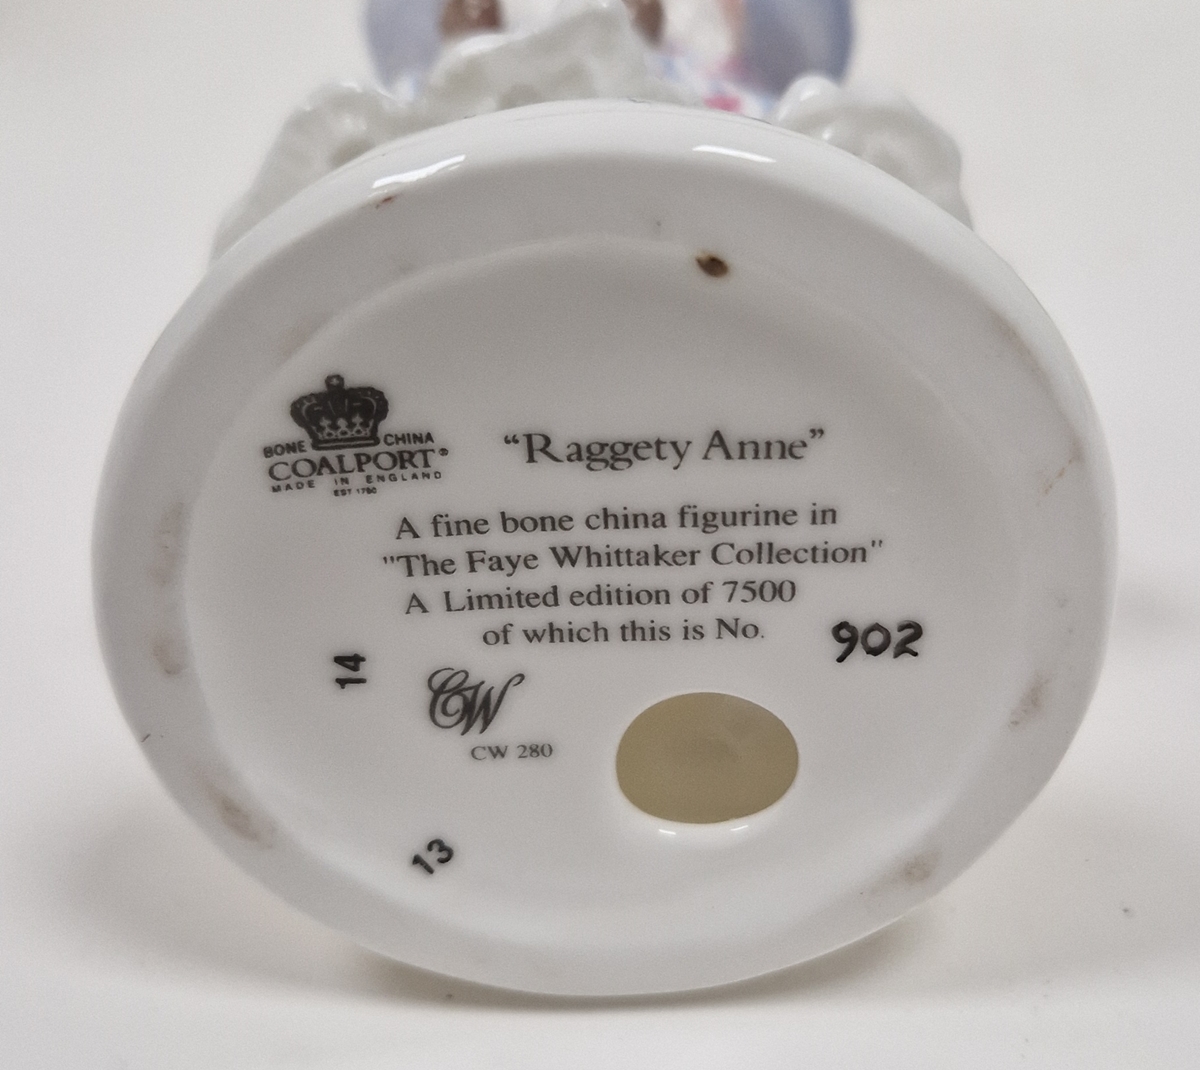 BONE CHINA
COALPORT®
MADE IN ENGLAND
EST 1750
“Raggety Anne”
A fine bone china figurine in
"The Faye Whittaker Collection"
A Limited edition of 7500
of which this is No. 902
14
CW
CW 280
13